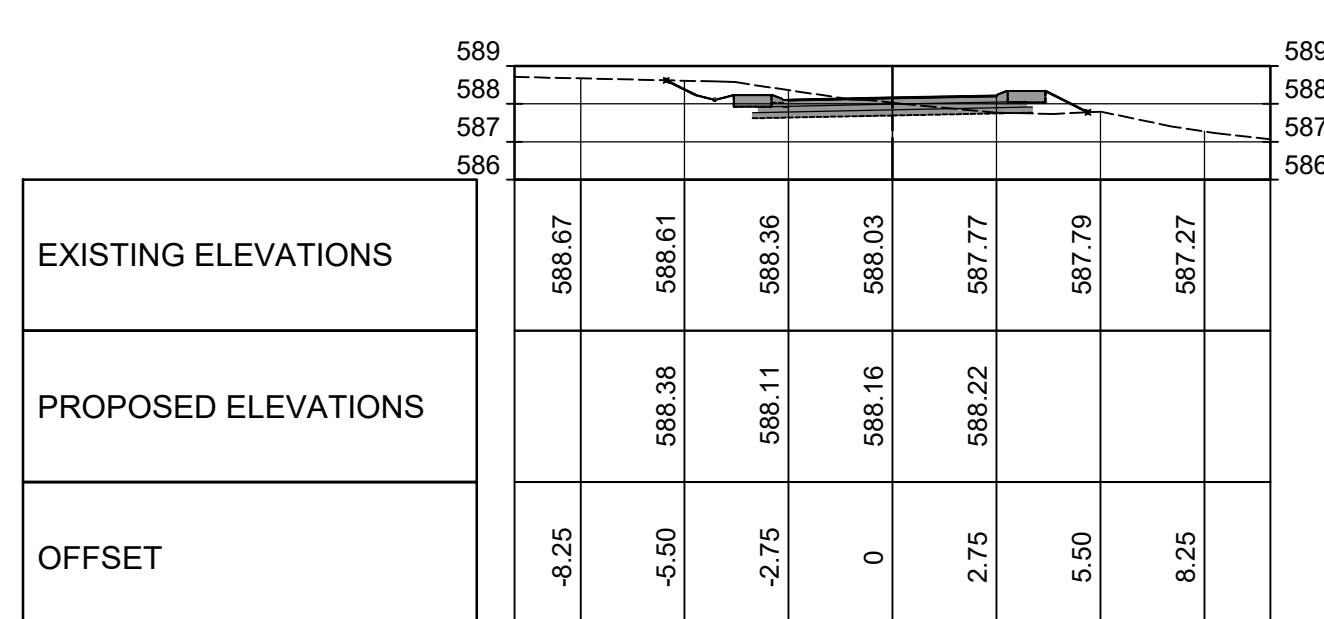 589 589
588 588
587 587
586 586
EXISTING ELEVATIONS 588.67 588.61 588.36 588.03 587.77 587.79 587.27
PROPOSED ELEVATIONS 588.38 588.11 588.16 588.22
OFFSET -8.25 -5.50 -2.75 0 2.75 5.50 8.25